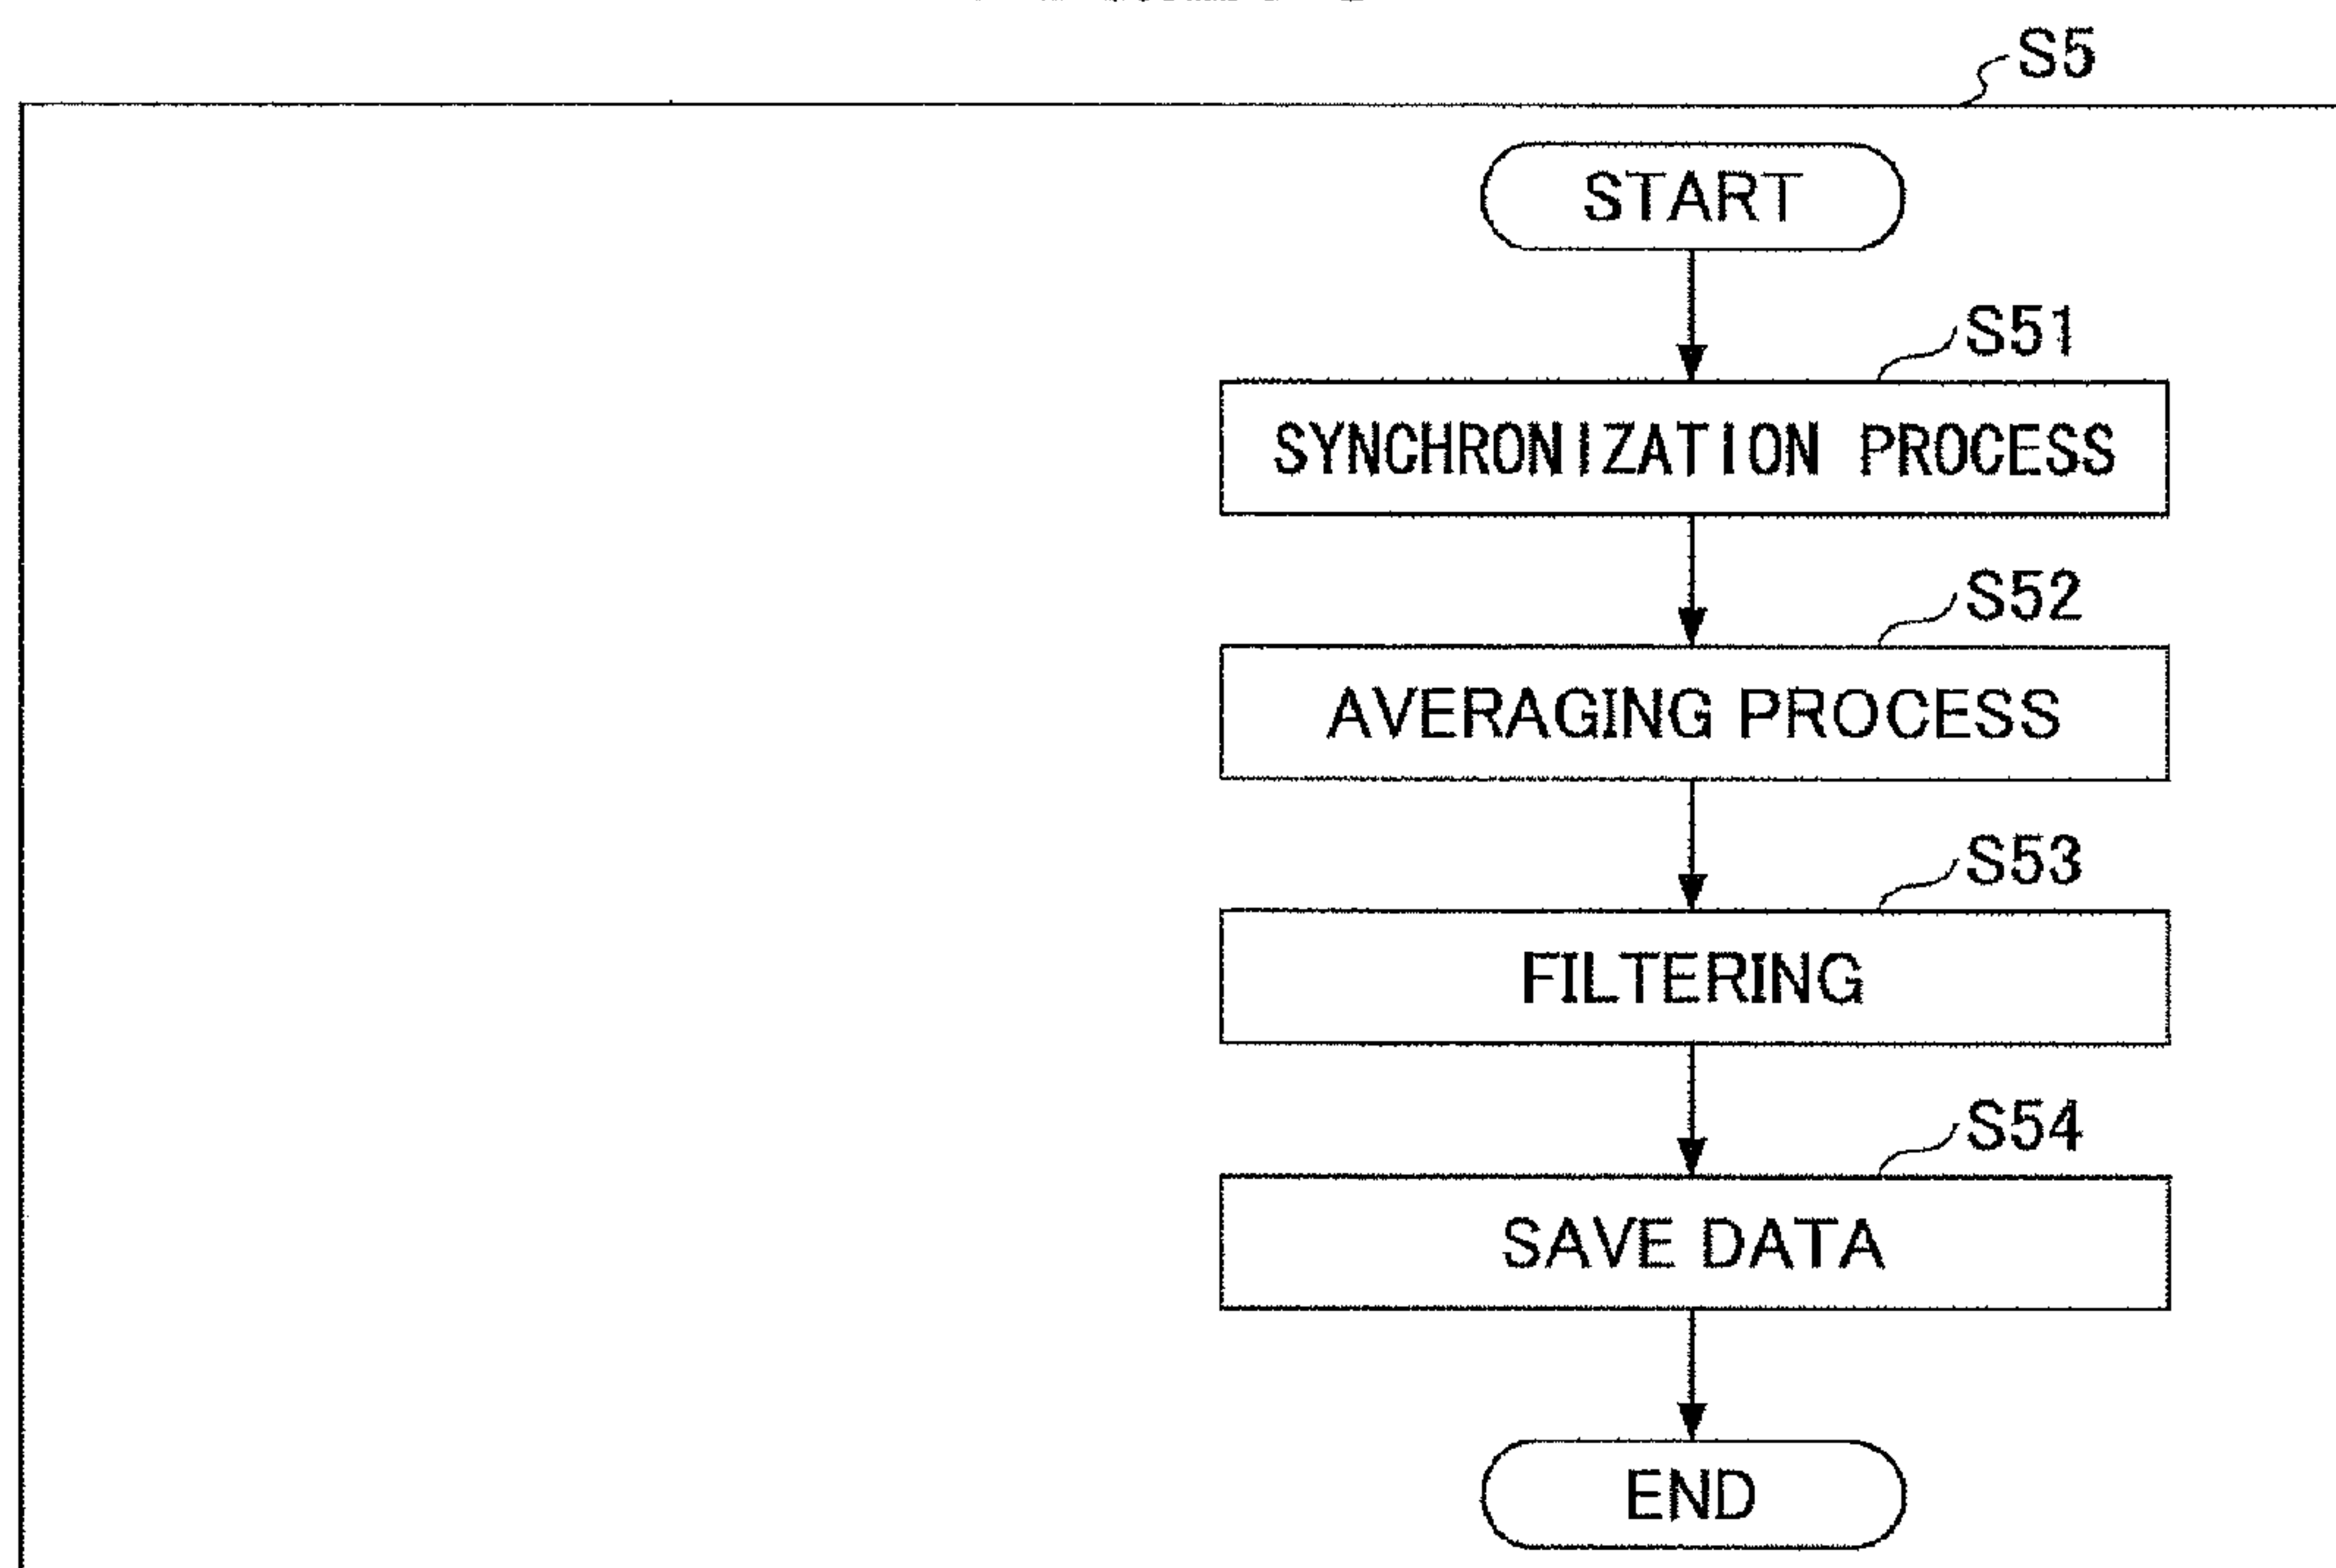 S5
START
S51
SYNCHRONIZATION PROCESS
S52
AVERAGING PROCESS
S53
FILTERING
S54
SAVE DATA
END